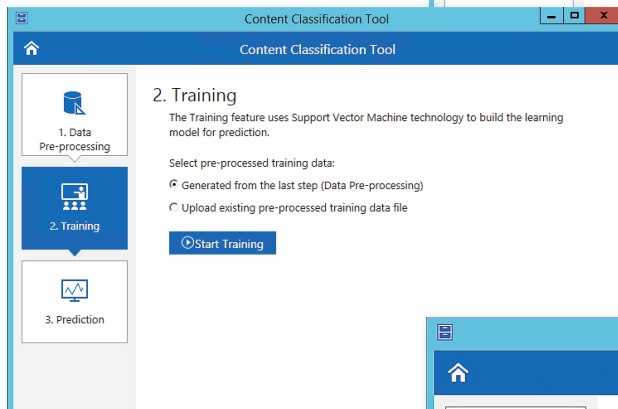 Content Classification Tool
Content Classification Tool
1. Data
Pre-processing
2. Training
3. Prediction
2. Training
The Training feature uses Support Vector Machine technology to build the learning
model for prediction.
Select pre-processed training data:
Generated from the last step (Data Pre-processing)
Upload existing pre-processed training data file
Start Training